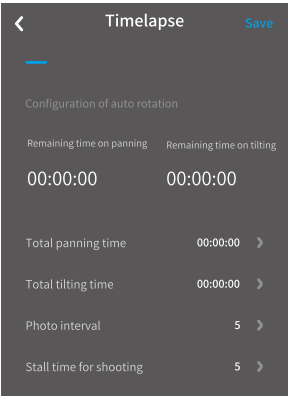 Timelapse Save
Configuration of auto rotation
Remaining time on panning Remaining time on tilting
00:00:00 00:00:00
Total panning time 00:00:00
Total tilting time 00:00:00
Photo interval 5
Stall time for shooting 5